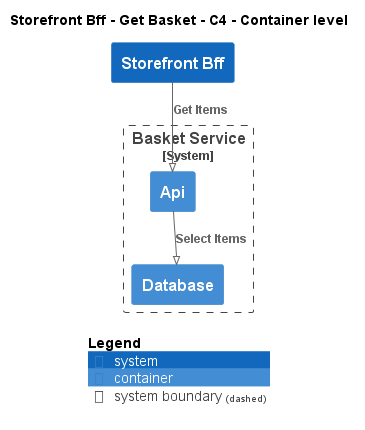 Storefront Bff - Get Basket - C4 - Container level
Storefront Bff
Get Items
Basket Service
[System]
Api
Select Items
Database
Legend
system
container
system boundary (dashed)